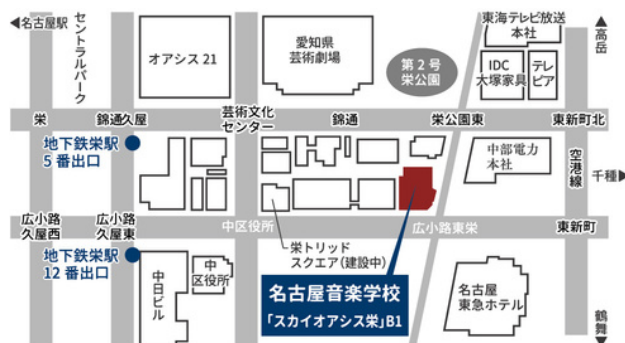 ◀名古屋駅
セントラルパーク
オアシス21
愛知県
芸術劇場
第2号
栄公園
東海テレビ放送
本社
IDC
大塚家具
テレ
ピア
▲高岳
栄
錦通久屋
芸術文化
センター
錦通
栄公園東
東新町北
地下鉄栄駅
5番出口
中部電力
本社
空港線
千種▶
広小路
久屋西
広小路
久屋東
中区役所
広小路東栄
東新町
地下鉄栄駅
12番出口
中日ビル
中
区役所
栄トリッド
スクエア(建設中)
名古屋音楽学校
「スカイオアシス栄」B1
名古屋
東急ホテル
鶴舞▼